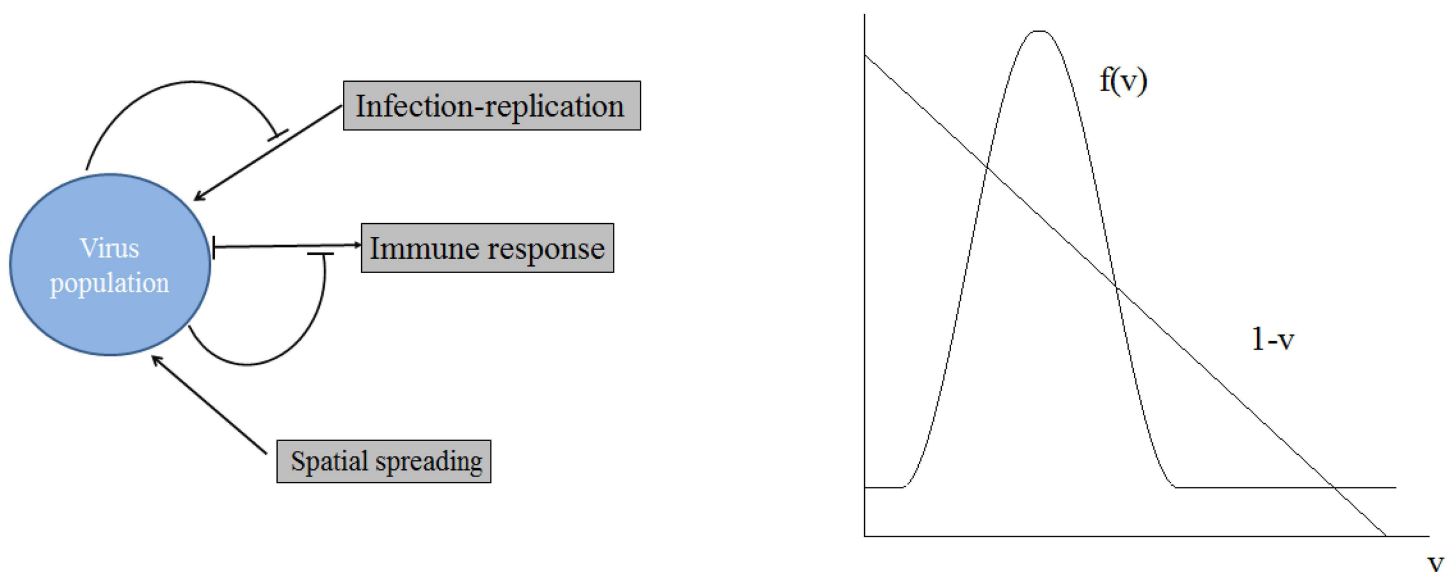 Infection-replication
Virus
population
Immune response
Spatial spreading
f(v)
1-v
v